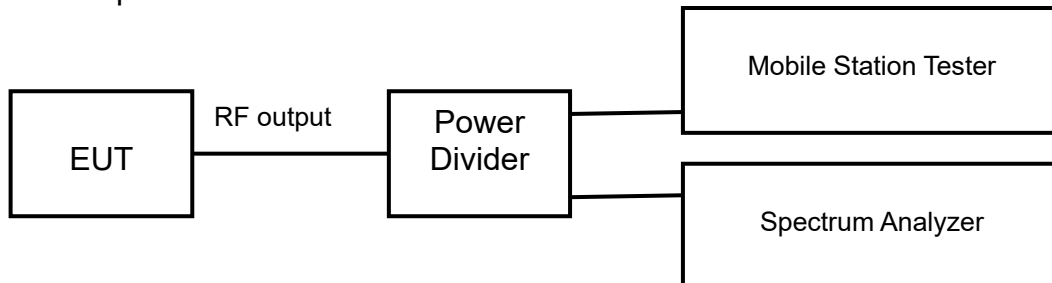 Mobile Station Tester
RF output
Power
Divider
EUT
Spectrum Analyzer